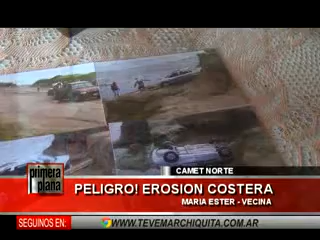 CAMET NORTE
primera plana
PELIGRO! EROSION COSTERA
MARIA ESTER - VECINA
SEGUINOS EN:
WWW.TEVEMARCHIQUITA.COM.AR